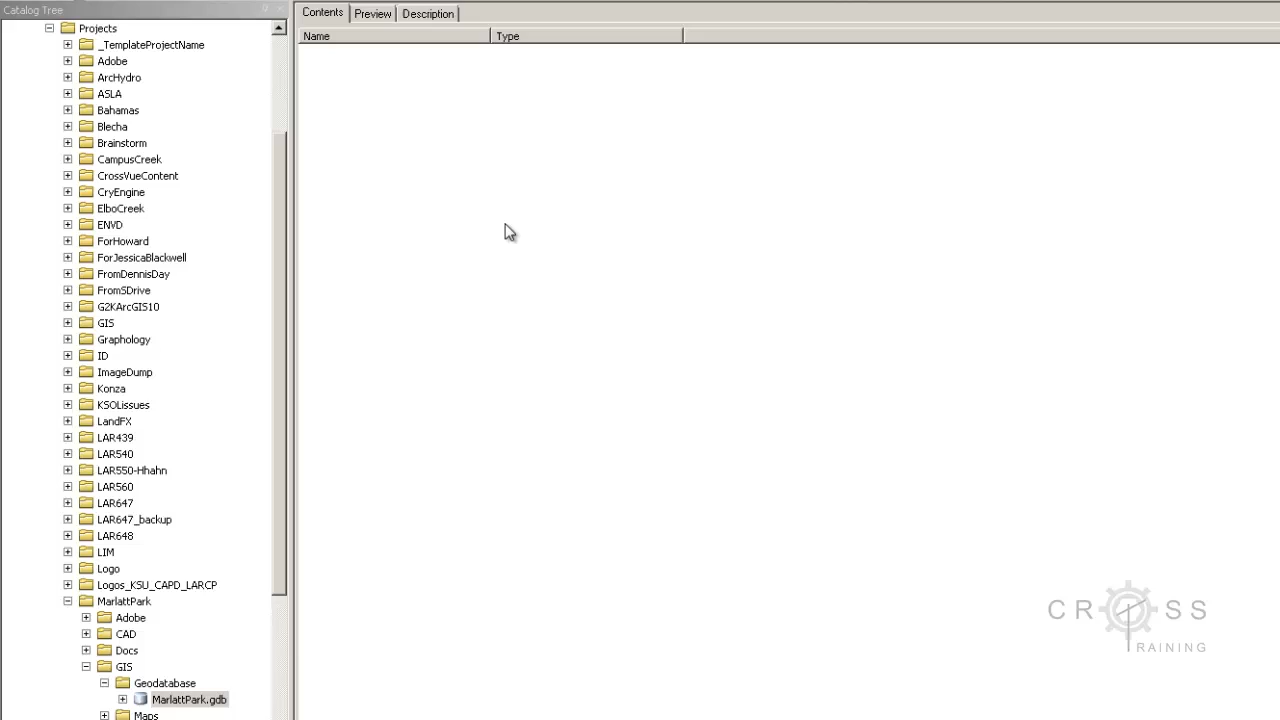 Catalog Tree
Projects
_TemplateProjectName
Adobe
ArcHydro
ASLA
Bahamas
Blecha
Brainstorm
CampusCreek
CrossVueContent
CryEngine
ElboCreek
ENVD
ForHoward
ForJessicaBlackwell
FromDennisDay
FromSDrive
G2KArcGIS10
GIS
Graphology
ID
ImageDump
Konza
KSOLissues
LandFX
LAR439
LAR540
LAR550-Hhahn
LAR560
LAR647
LAR647_backup
LAR648
LIM
Logo
Logos_KSU_CAPD_LARCP
MarlattPark
Adobe
CAD
Docs
GIS
Geodatabase
MarlattPark.gdb
Maps
Contents Preview Description
Name Type
CROSS
TRAINING